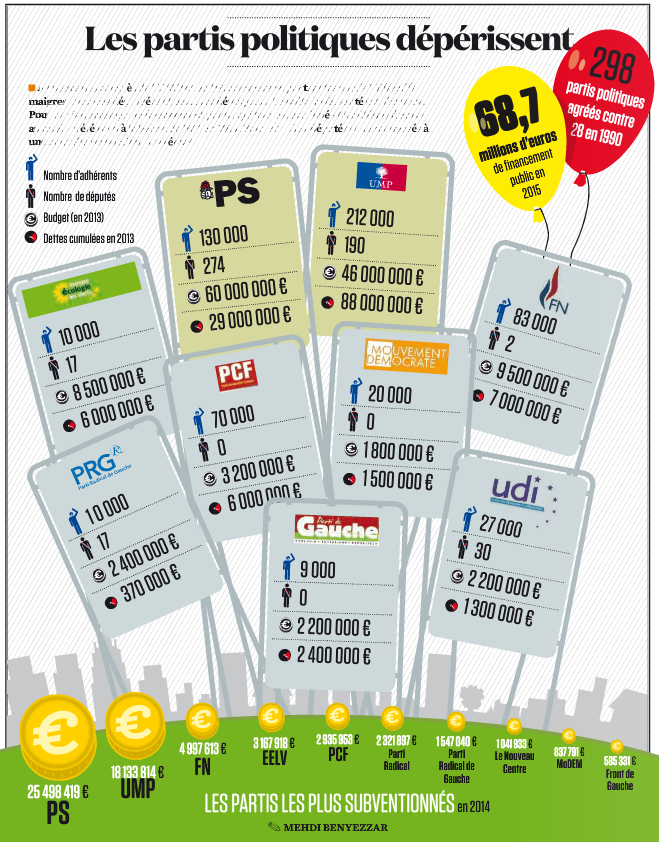 Les partis politiques dépérissent
maigres
Pour
68,7
millions d'euros
de financement
public en
2015
298
partis politiques
agréés contre
28 en 1990
Nombre d'adhérents
Nombre de députés
Budget (en 2013)
Dettes cumulées en 2013
PS
130 000
274
60 000 000 €
29 000 000 €
UMP
212 000
190
46 000 000 €
88 000 000 €
écologie
10 000
17
8 500 000 €
6 000 000 €
PCF
70 000
0
3 200 000 €
6 000 000 €
MOUVEMENT
DÉMOCRATE
20 000
0
1 800 000 €
1 500 000 €
FN
83 000
2
9 500 000 €
7 000 000 €
PRG
Parti Radical de Gauche
10 000
17
2 400 000 €
370 000 €
Parti de
Gauche
9 000
0
2 200 000 €
2 400 000 €
udi
27 000
30
2 200 000 €
1 300 000 €
25 498 419 €
PS
18 133 814 €
UMP
4 997 613 €
FN
3 167 918 €
EELV
2 935 953 €
PCF
2 321 897 €
Parti
Radical
1 547 040 €
Parti
Radical de
Gauche
1 041 933 €
Le Nouveau
Centre
837 791 €
MoDEM
585 331 €
Front de
Gauche
LES PARTIS LES PLUS SUBVENTIONNÉS en 2014
MEHDI BENYEZZAR